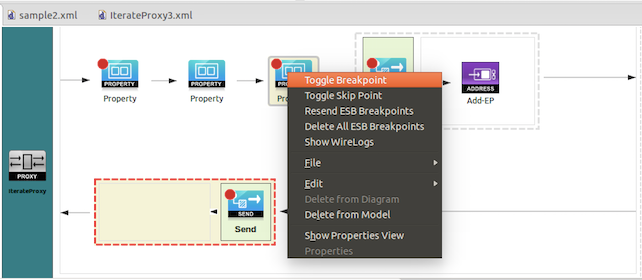 sample2.xml
IterateProxy3.xml
PROPERTY
PROPERTY
PROPERTY
ADDRESS
Property
Property
Pro
Add-EP
Toggle Breakpoint
Toggle Skip Point
Resend ESB Breakpoints
Delete All ESB Breakpoints
Show WireLogs
File
Edit
Delete from Diagram
Delete from Model
Show Properties View
Properties
PROXY
IterateProxy
SEND
Send